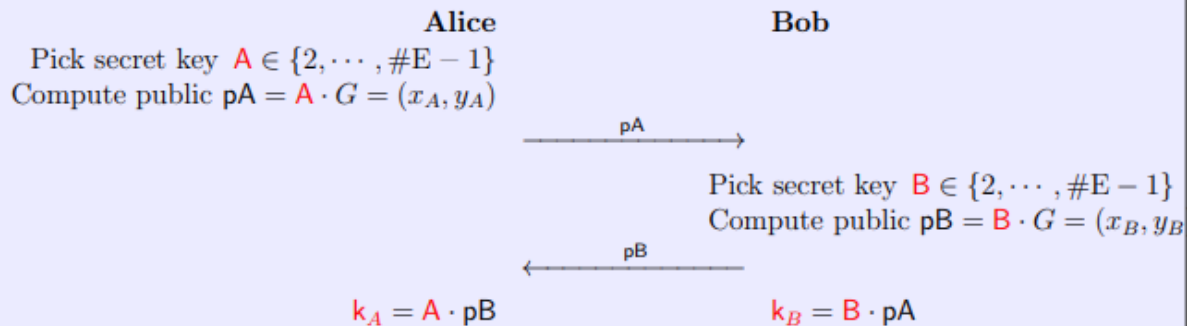 Alice Bob
Pick secret key A ∈ {2, ⋯ , #E − 1}
Compute public pA = A · G = (x_A, y_A)
pA
Pick secret key B ∈ {2, ⋯ , #E − 1}
Compute public pB = B · G = (x_B, y_B
pB
k_A = A · pB k_B = B · pA